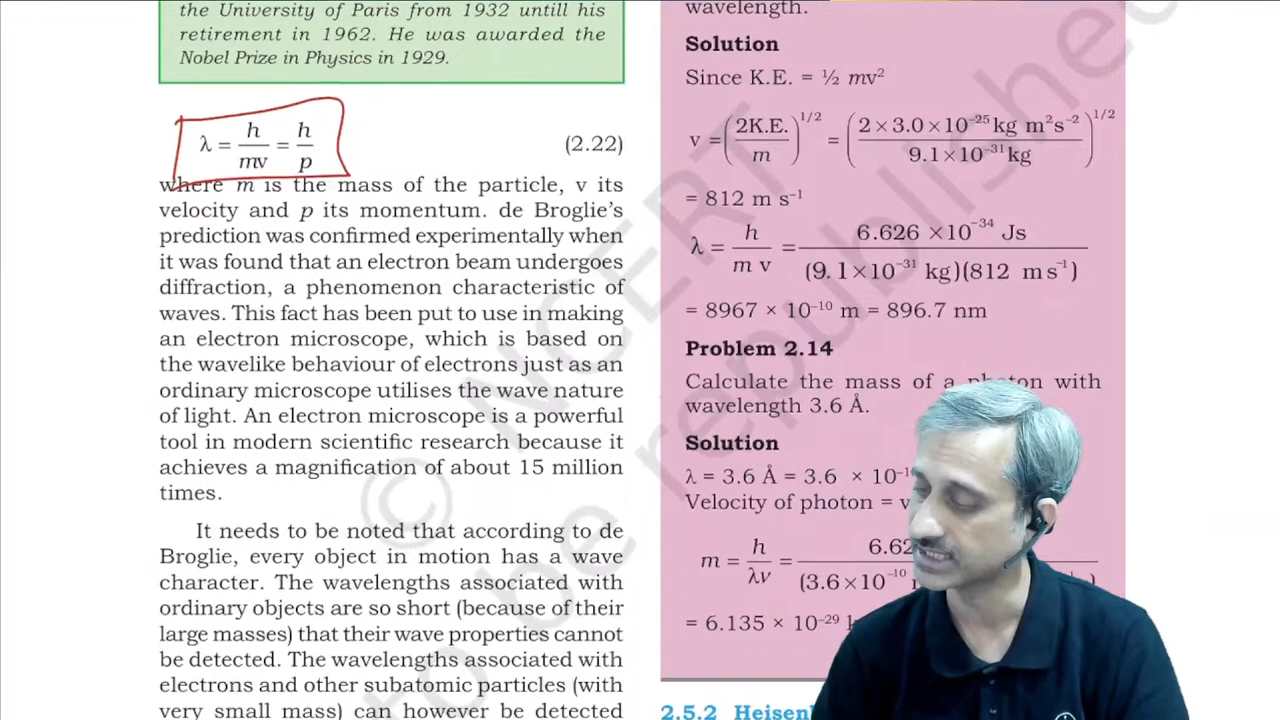 the University of Paris from 1932 untill his
retirement in 1962. He was awarded the
Nobel Prize in Physics in 1929.
λ = h/mv = h/p (2.22)
where m is the mass of the particle, v its
velocity and p its momentum. de Broglie's
prediction was confirmed experimentally when
it was found that an electron beam undergoes
diffraction, a phenomenon characteristic of
waves. This fact has been put to use in making
an electron microscope, which is based on
the wavelike behaviour of electrons just as an
ordinary microscope utilises the wave nature
of light. An electron microscope is a powerful
tool in modern scientific research because it
achieves a magnification of about 15 million
times.
It needs to be noted that according to de
Broglie, every object in motion has a wave
character. The wavelengths associated with
ordinary objects are so short (because of their
large masses) that their wave properties cannot
be detected. The wavelengths associated with
electrons and other subatomic particles (with
very small mass) can however be detected
wavelength.
Solution
Since K.E. = ½ mv²
v = (2K.E./m)^1/2 = (2 × 3.0 × 10⁻²⁵ kg m² s⁻² / 9.1 × 10⁻³¹ kg)^1/2
= 812 m s⁻¹
λ = h/m v = 6.626 × 10⁻³⁴ Js / (9.1 × 10⁻³¹ kg)(812 m s⁻¹)
= 8967 × 10⁻¹⁰ m = 896.7 nm
Problem 2.14
Calculate the mass of a photon with
wavelength 3.6 Å.
Solution
λ = 3.6 Å = 3.6 × 10
Velocity of photon = v
m = h/λv = 6.62 / (3.6 × 10⁻¹⁰
= 6.135 × 10⁻²⁹
2.5.2
© NCERT
to be republished